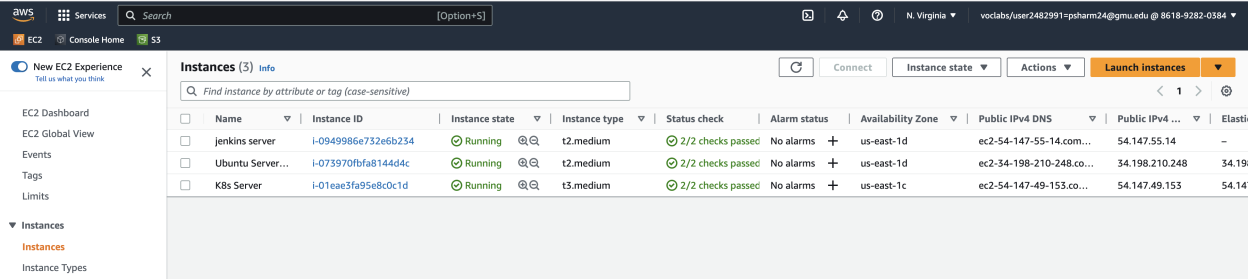 aws Services Search [Option+S] N. Virginia voclabs/user2482991=psharm24@gmu.edu @ 8618-9282-0384
EC2 Console Home S3
New EC2 Experience
Tell us what you think
EC2 Dashboard
EC2 Global View
Events
Tags
Limits
Instances
Instances
Instance Types
Instances (3) Info Connect Instance state Actions Launch instances
Find instance by attribute or tag (case-sensitive) 1
Name Instance ID Instance state Instance type Status check Alarm status Availability Zone Public IPv4 DNS Public IPv4 ... Elastic
jenkins server i-0949986e732e6b234 Running t2.medium 2/2 checks passed No alarms + us-east-1d ec2-54-147-55-14.com... 54.147.55.14 –
Ubuntu Server... i-073970fbfa8144d4c Running t2.medium 2/2 checks passed No alarms + us-east-1d ec2-34-198-210-248.co... 34.198.210.248 34.198
K8s Server i-01eae3fa95e8c0c1d Running t3.medium 2/2 checks passed No alarms + us-east-1c ec2-54-147-49-153.co... 54.147.49.153 54.147